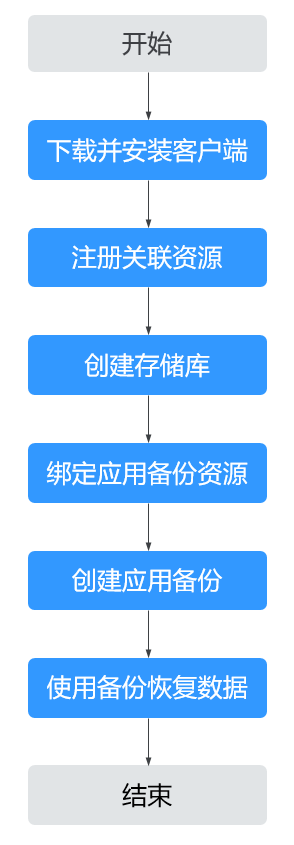 开始
下载并安装客户端
注册关联资源
创建存储库
绑定应用备份资源
创建应用备份
使用备份恢复数据
结束